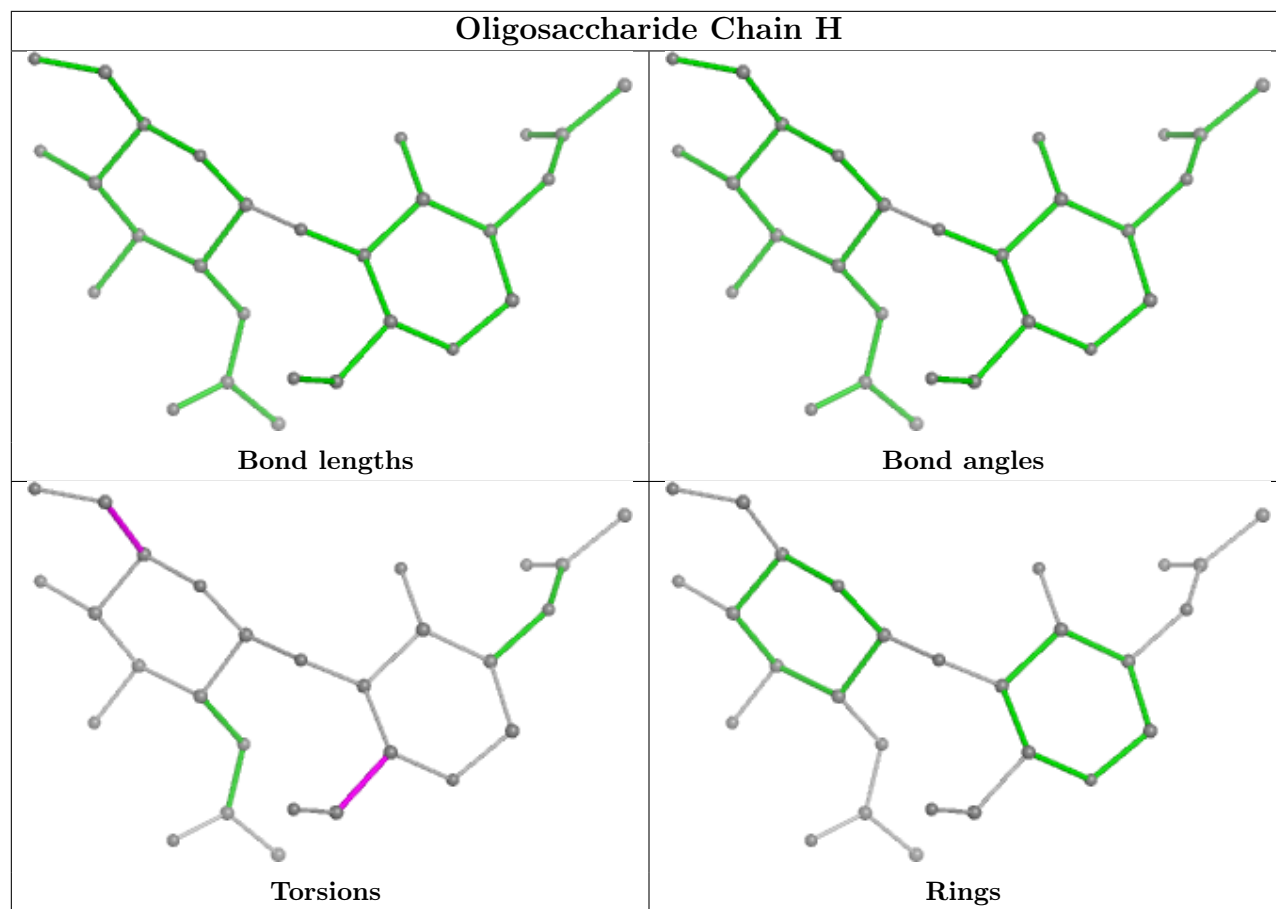 Oligosaccharide Chain H
Bond lengths
Bond angles
Torsions
Rings